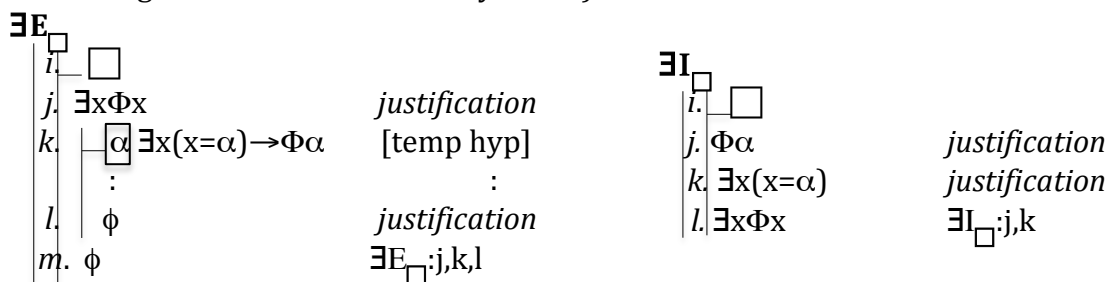 ∃E□
i. □
j. ∃xΦx justification
k. α ∃x(x=α)→Φα [temp hyp]
: :
l. ϕ justification
m. ϕ ∃E□:j,k,l
∃I□
i. □
j. Φα justification
k. ∃x(x=α) justification
l. ∃xΦx ∃I□:j,k